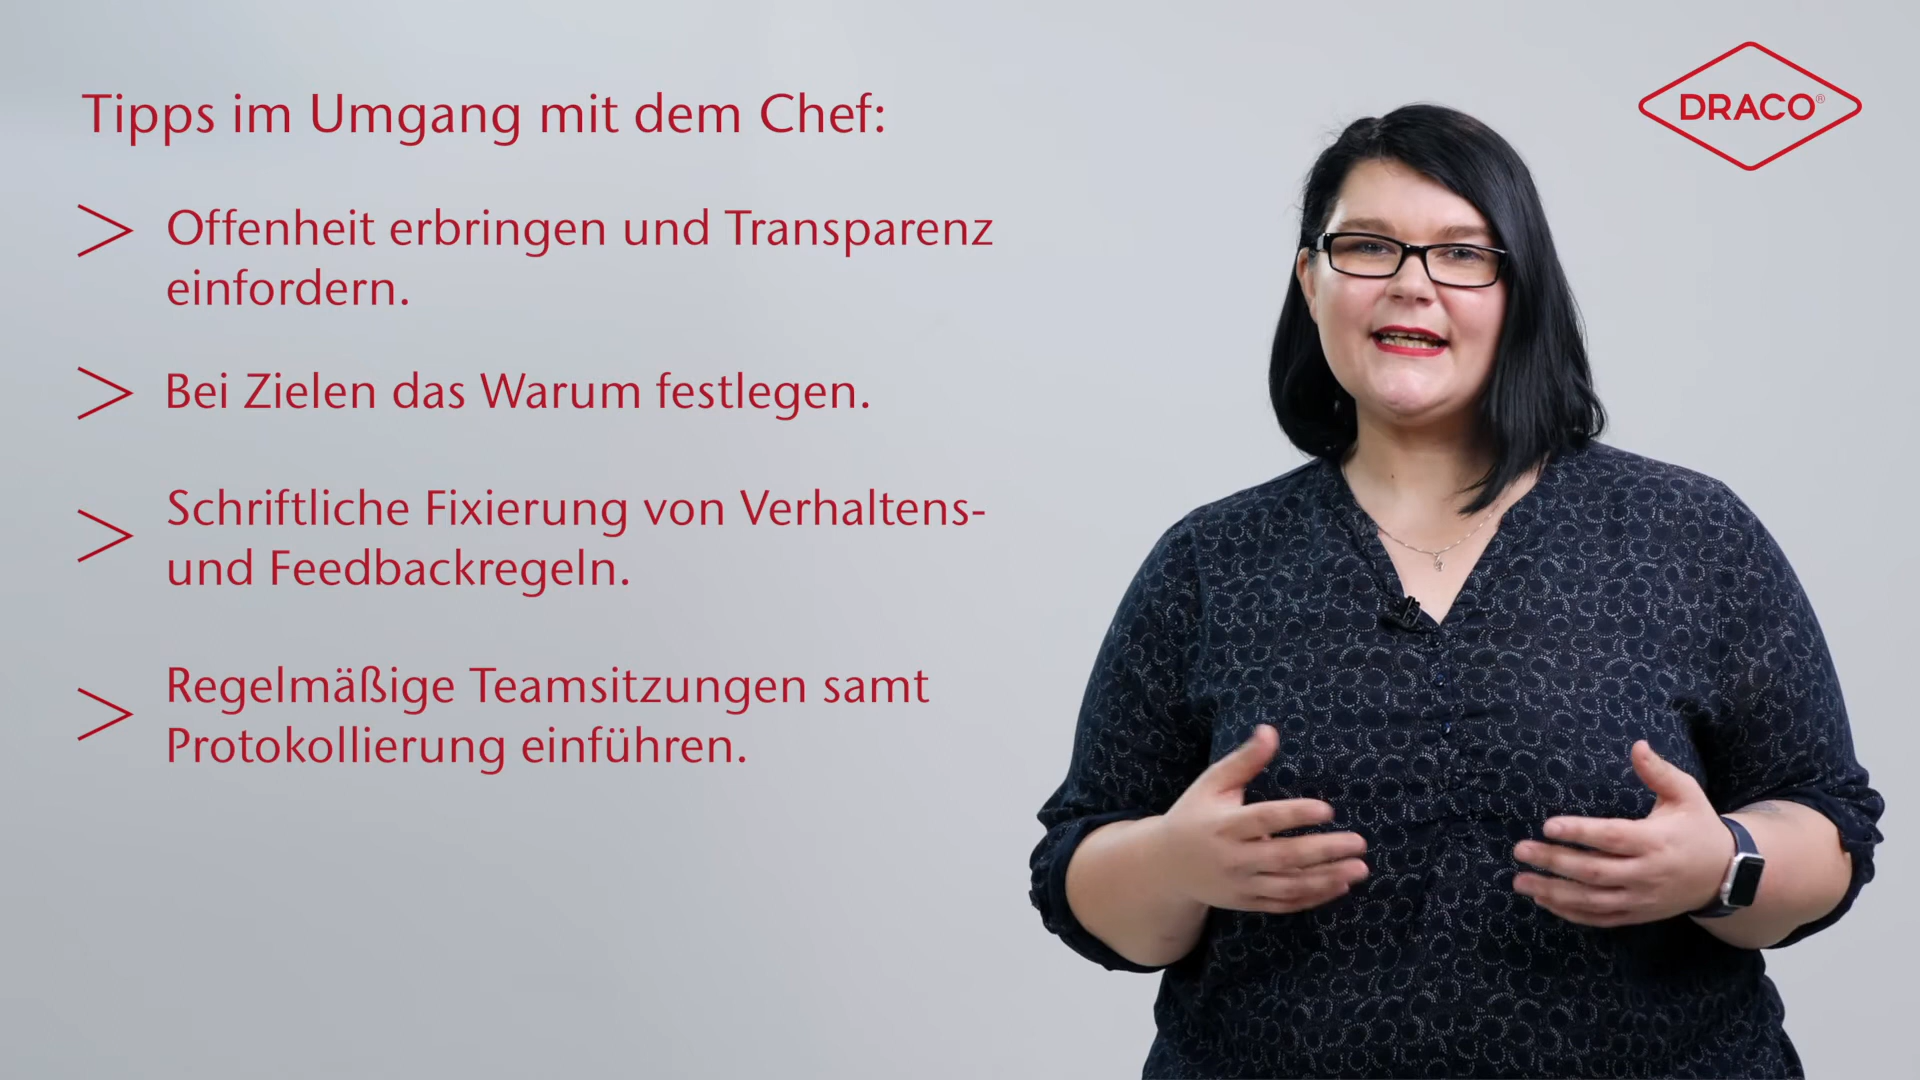 Tipps im Umgang mit dem Chef:
Offenheit erbringen und Transparenz
einfordern.
Bei Zielen das Warum festlegen.
Schriftliche Fixierung von Verhaltens-
und Feedbackregeln.
Regelmäßige Teamsitzungen samt
Protokollierung einführen.
DRACO®